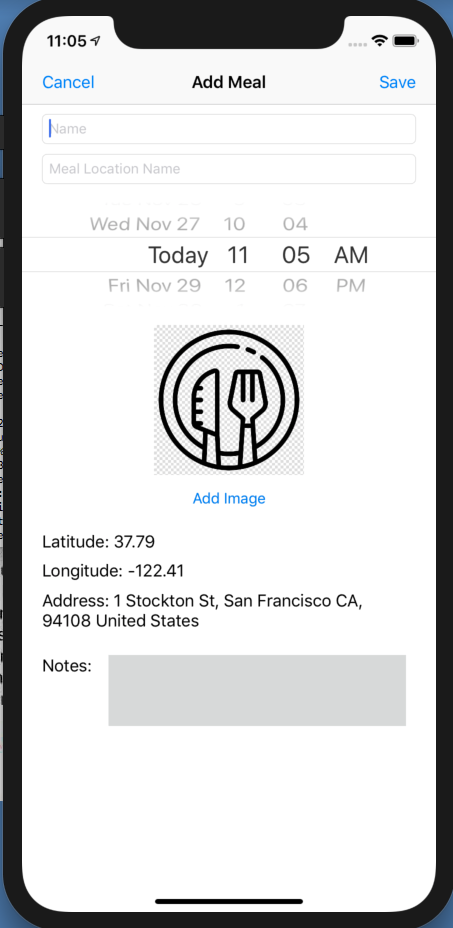 11:05
Cancel Add Meal Save
Name
Meal Location Name
Wed Nov 27 10 04
Today 11 05 AM
Fri Nov 29 12 06 PM
Add Image
Latitude: 37.79
Longitude: -122.41
Address: 1 Stockton St, San Francisco CA,
94108 United States
Notes: